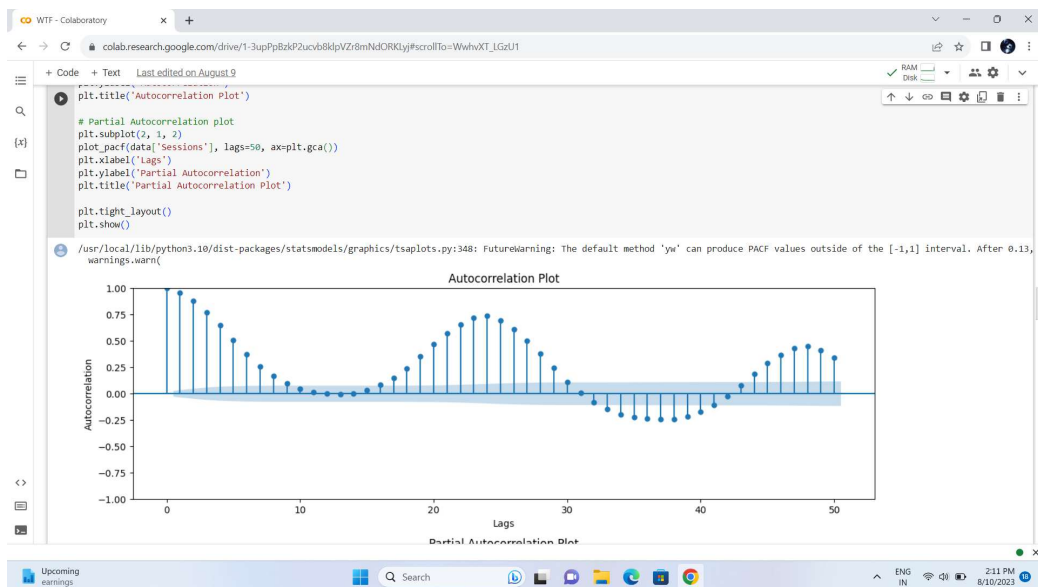 WTF - Colaboratory
colab.research.google.com/drive/1-3upPpBzkP2ucvb8klpVZr8mNdORKLyj#scrollTo=WwhvXT_LGzU1
+ Code + Text Last edited on August 9
RAM
Disk
plt.title('Autocorrelation Plot')
# Partial Autocorrelation plot
plt.subplot(2, 1, 2)
{x}
plot_pacf(data['Sessions'], lags=50, ax=plt.gca())
plt.xlabel('Lags')
plt.ylabel('Partial Autocorrelation')
plt.title('Partial Autocorrelation Plot')
plt.tight_layout()
plt.show()
/usr/local/lib/python3.10/dist-packages/statsmodels/graphics/tsaplots.py:348: FutureWarning: The default method 'yw' can produce PACF values outside of the [-1,1] interval. After 0.13,
warnings.warn(
Autocorrelation Plot
1.00
0.75
0.50
0.25
0.00
−0.25
−0.50
−0.75
−1.00
Autocorrelation
0 10 20 30 40 50
Lags
Partial Autocorrelation Plot
Upcoming
earnings
Search
ENG
IN
2:11 PM
8/10/2023